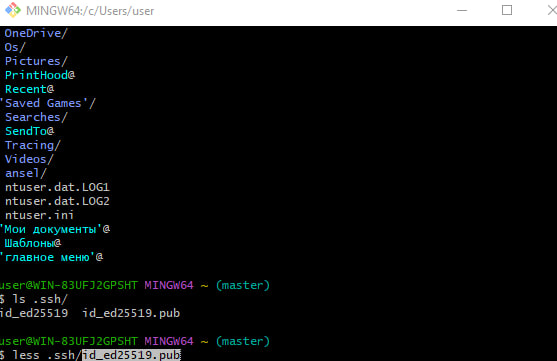 MINGW64:/c/Users/user
OneDrive/
Os/
Pictures/
PrintHood@
Recent@
'Saved Games'/
Searches/
SendTo@
Tracing/
Videos/
ansel/
ntuser.dat.LOG1
ntuser.dat.LOG2
ntuser.ini
'Мои документы'@
Шаблоны@
'главное меню'@
user@WIN-83UFJ2GPSHT MINGW64 ~ (master)
$ ls .ssh/
id_ed25519 id_ed25519.pub
user@WIN-83UFJ2GPSHT MINGW64 ~ (master)
$ less .ssh/id_ed25519.pub